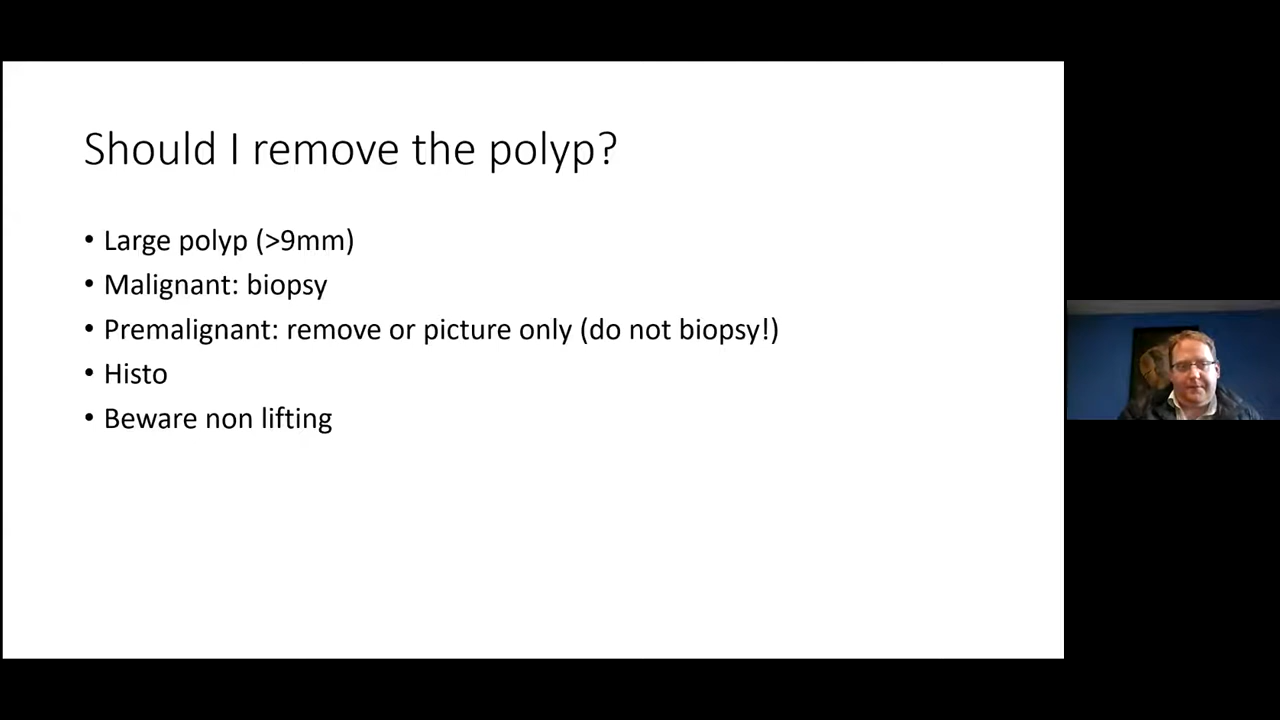 Should I remove the polyp?
• Large polyp (>9mm)
• Malignant: biopsy
• Premalignant: remove or picture only (do not biopsy!)
• Histo
• Beware non lifting